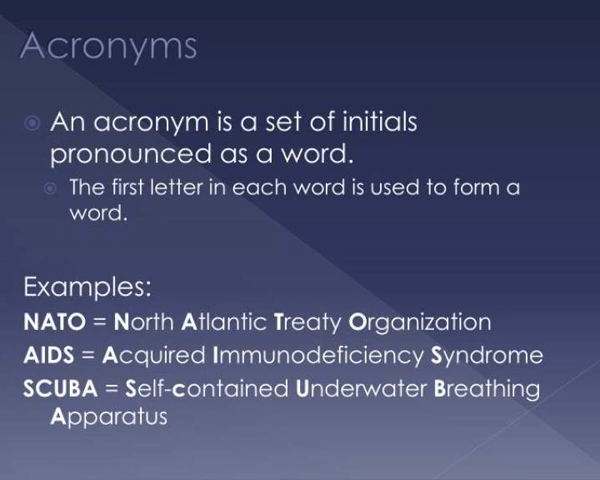 Acronyms
An acronym is a set of initials
pronounced as a word.
The first letter in each word is used to form a
word.
Examples:
NATO = North Atlantic Treaty Organization
AIDS = Acquired Immunodeficiency Syndrome
SCUBA = Self-contained Underwater Breathing
Apparatus